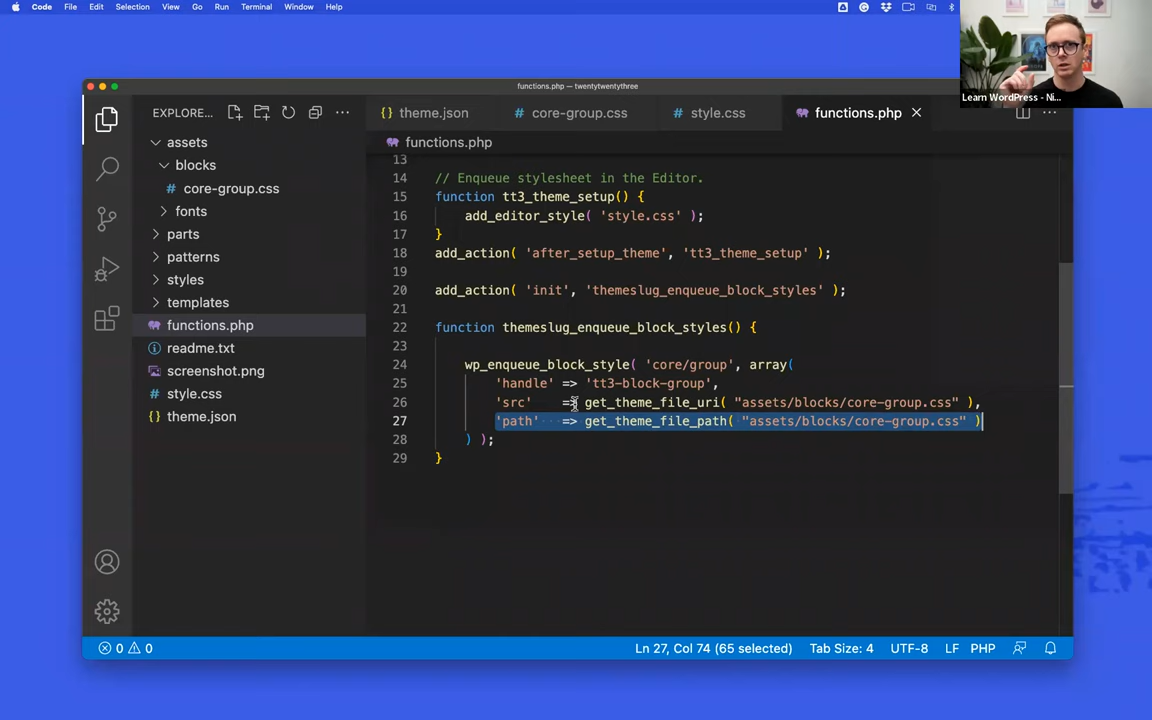 Code File Edit Selection View Go Run Terminal Window Help
Learn WordPress - Ni...
functions.php — twentytwentythree
EXPLORE... ...
theme.json
core-group.css
style.css
functions.php
functions.php
assets
blocks
core-group.css
fonts
parts
patterns
styles
templates
functions.php
readme.txt
screenshot.png
style.css
theme.json
13
14 // Enqueue stylesheet in the Editor.
15 function tt3_theme_setup() {
16 add_editor_style( 'style.css' );
17 }
18 add_action( 'after_setup_theme', 'tt3_theme_setup' );
19
20 add_action( 'init', 'themeslug_enqueue_block_styles' );
21
22 function themeslug_enqueue_block_styles() {
23
24 wp_enqueue_block_style( 'core/group', array(
25 'handle' => 'tt3-block-group',
26 'src' => get_theme_file_uri( "assets/blocks/core-group.css" ),
27 'path' => get_theme_file_path( "assets/blocks/core-group.css" )
28 ) );
29 }
0 0 Ln 27, Col 74 (65 selected) Tab Size: 4 UTF-8 LF PHP